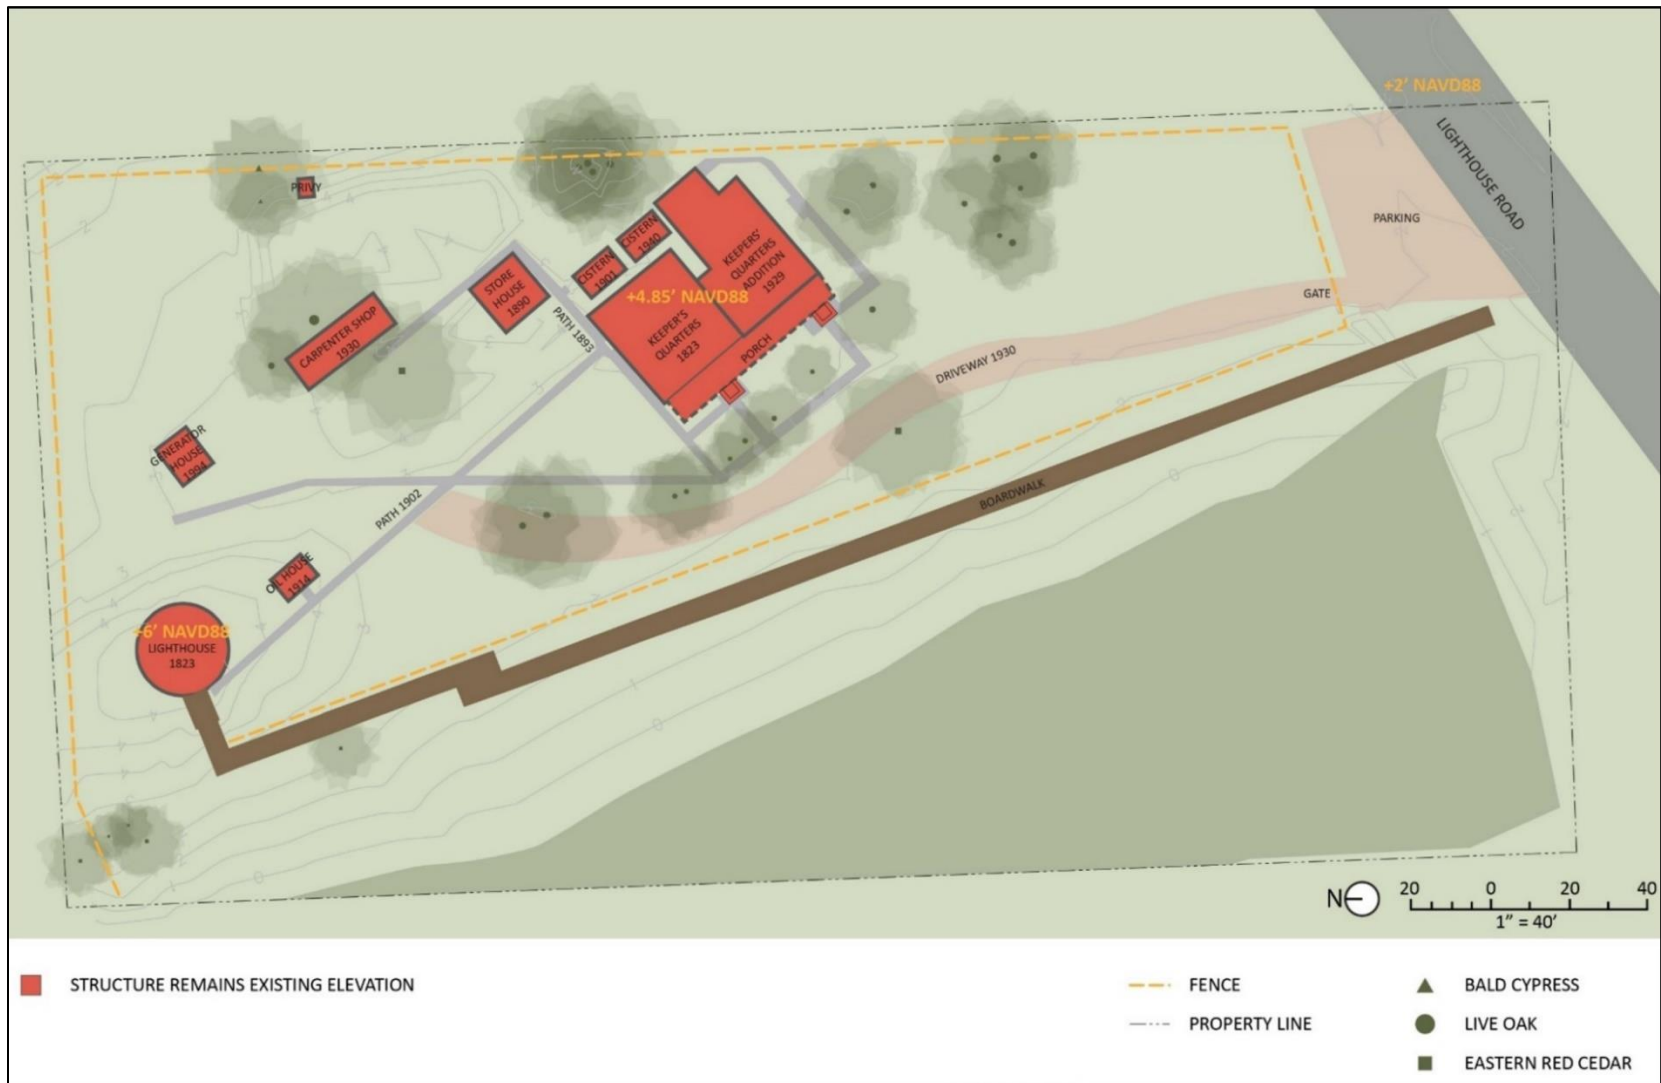 +2' NAVD88
LIGHTHOUSE ROAD
PRIVY
PARKING
CISTERN
1940
CISTERN
1901
KEEPERS'
QUARTERS
ADDITION
1929
STORE
HOUSE
1890
+4.85' NAVD88
GATE
PATH 1893
KEEPER'S
QUARTERS
1823
PORCH
CARPENTER SHOP
1930
DRIVEWAY 1930
GENERATOR
HOUSE
1994
BOARDWALK
PATH 1902
OIL HOUSE
1914
+6' NAVD88
LIGHTHOUSE
1823
N
20 0 20 40
1" = 40'
STRUCTURE REMAINS EXISTING ELEVATION
FENCE
PROPERTY LINE
BALD CYPRESS
LIVE OAK
EASTERN RED CEDAR